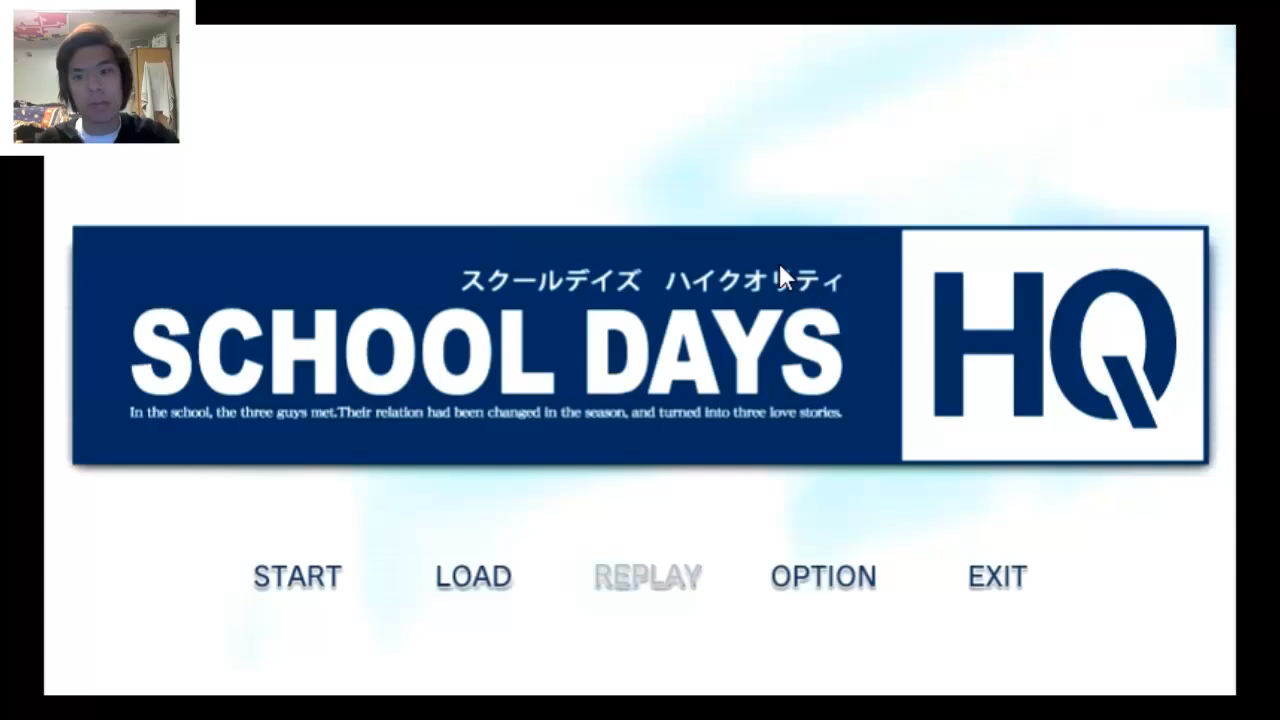 スクールデイズ　ハイクオリティ
SCHOOL DAYS
HQ
In the school, the three guys met.Their relation had been changed in the season, and turned into three love stories.
START LOAD REPLAY OPTION EXIT